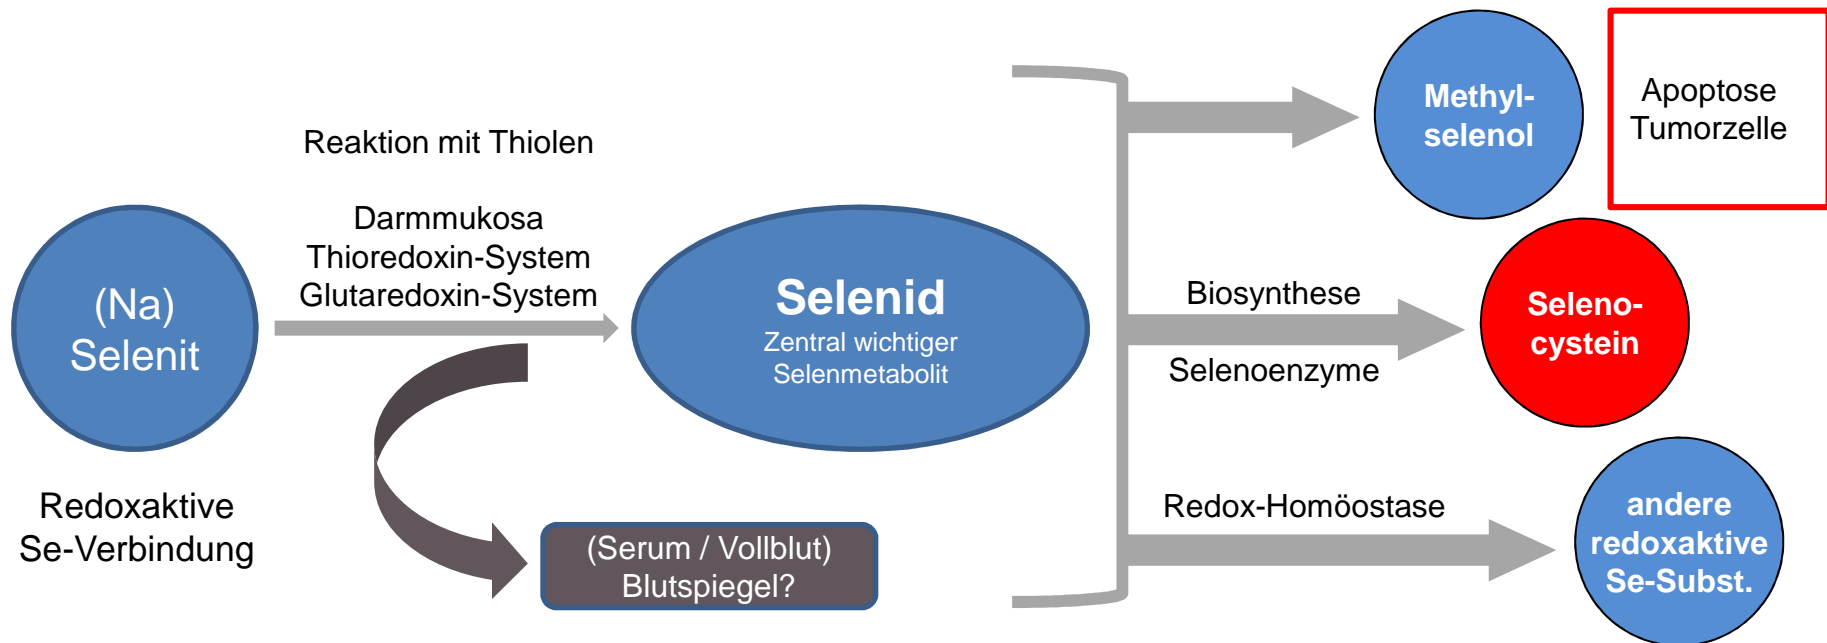 (Na)
Selenit
Redoxaktive
Se-Verbindung
Reaktion mit Thiolen
Darmmukosa
Thioredoxin-System
Glutaredoxin-System
(Serum / Vollblut)
Blutspiegel?
Selenid
Zentral wichtiger
Selenmetabolit
Methyl-
selenol
Apoptose
Tumorzelle
Biosynthese
Selenoenzyme
Seleno-
cystein
Redox-Homöostase
andere
redoxaktive
Se-Subst.